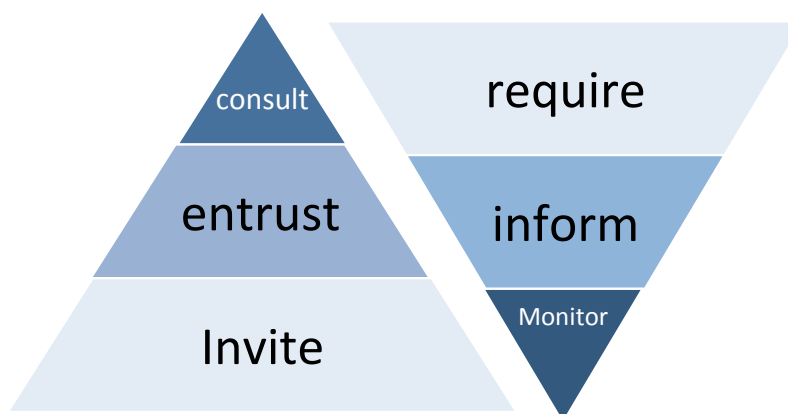 consult
entrust
Invite
require
inform
Monitor